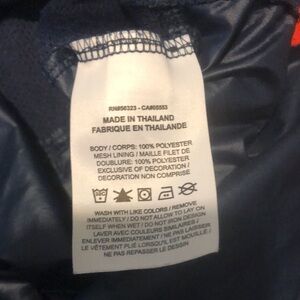 RN#56323 - CA#05553
MADE IN THAILAND
FABRIQUE EN THAILANDE
BODY / CORPS: 100% POLYESTER
MESH LINING / MAILLE FILET DE
DOUBLURE: 100% POLYESTER
EXCLUSIVE OF DECORATION /
DECORATION NON COMPRISE
WASH WITH LIKE COLORS / REMOVE
IMMEDIATELY / DO NOT ALLOW TO LAY ON
ITSELF WHEN WET / DO NOT IRON DESIGN
LAVER AVEC COULEURS SIMILAIRES /
ENLEVER IMMEDIATEMENT / NE PAS LAISSER
LE VÊTEMENT PLIÉ LORSQU'IL EST MOUILLE /
NE PAS REPASSER LE DESSIN